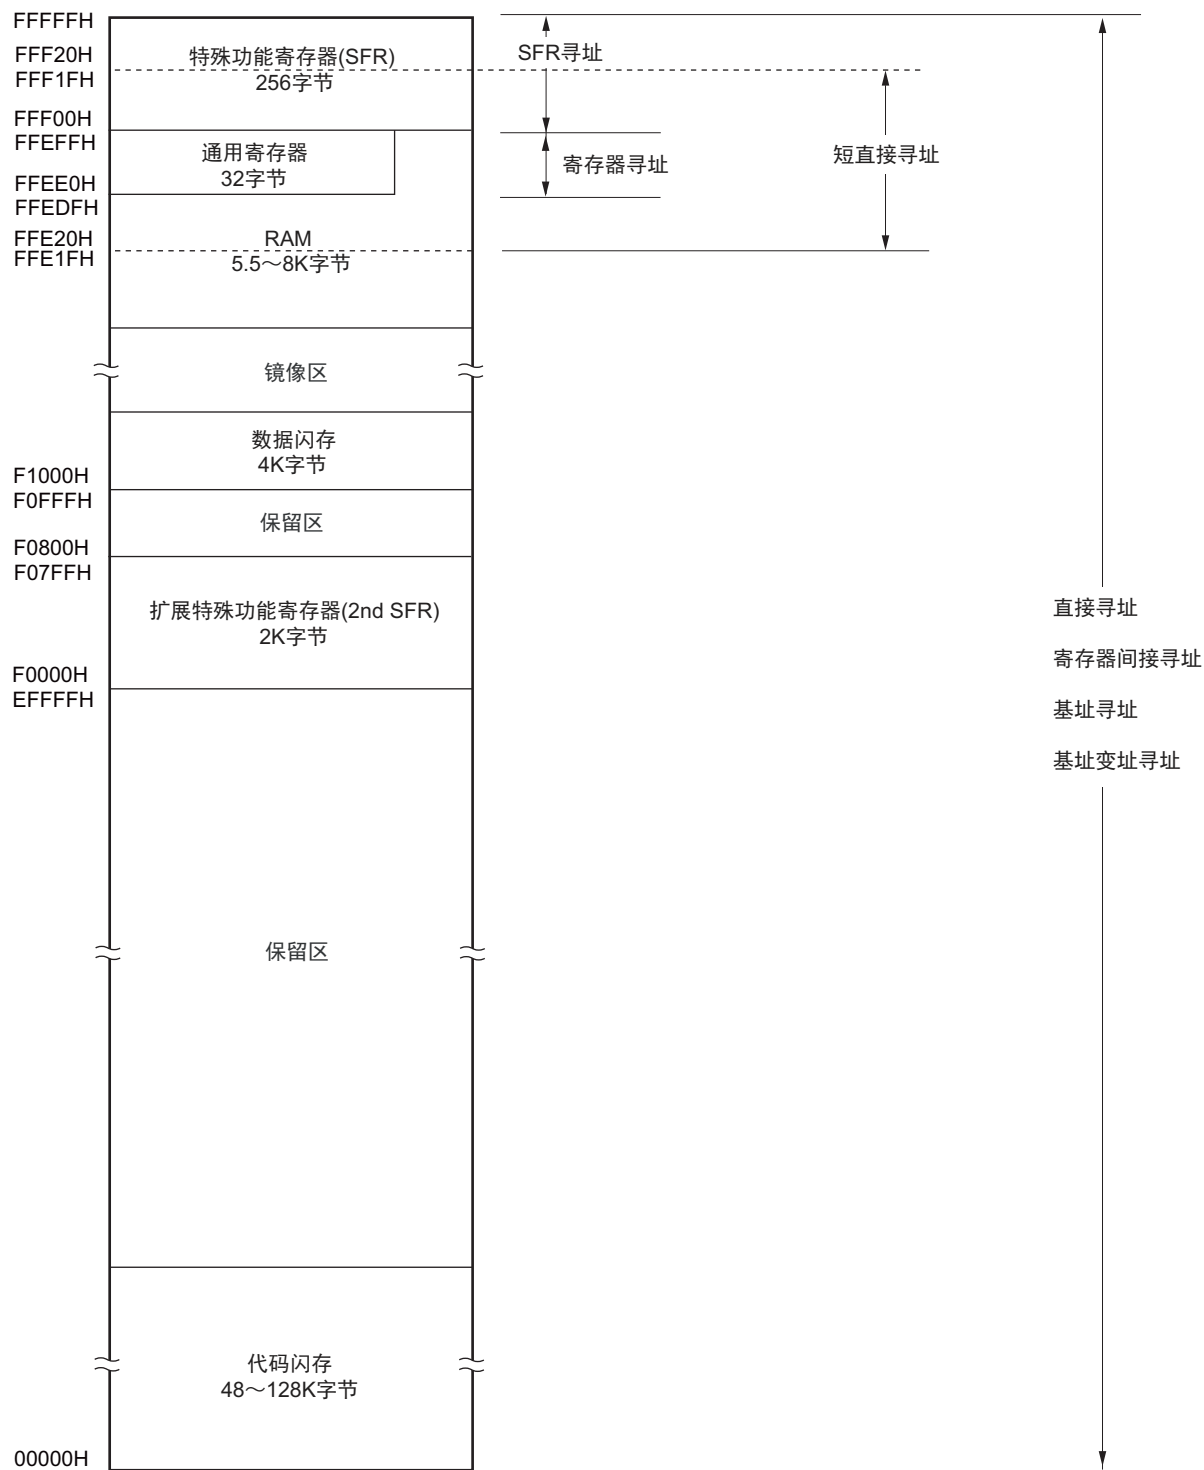 FFFFFH
FFF20H
FFF1FH
特殊功能寄存器(SFR)
256字节
SFR寻址
FFF00H
FFEFFH
通用寄存器
32字节
寄存器寻址
短直接寻址
FFEE0H
FFEDFH
FFE20H
FFE1FH
RAM
5.5～8K字节
镜像区
数据闪存
4K字节
F1000H
F0FFFH
保留区
F0800H
F07FFH
扩展特殊功能寄存器(2nd SFR)
2K字节
直接寻址
寄存器间接寻址
基址寻址
基址变址寻址
F0000H
EFFFFH
保留区
代码闪存
48～128K字节
00000H